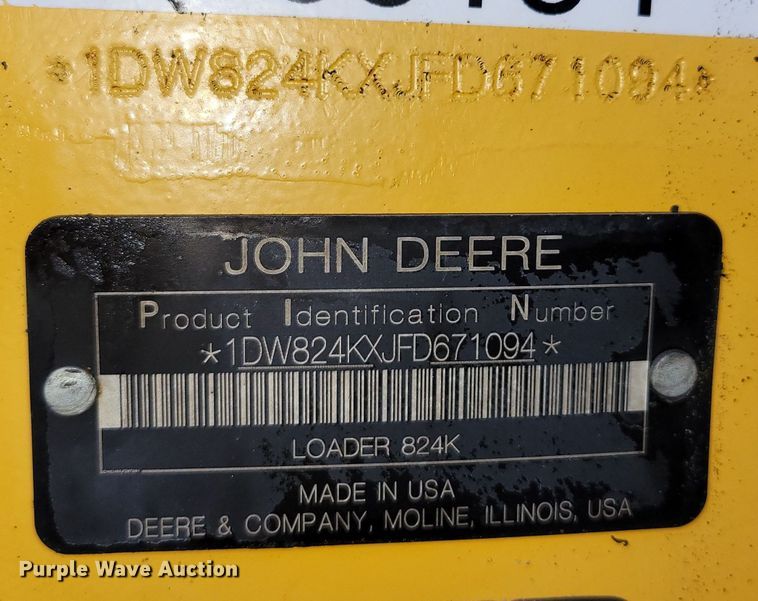 *1DW824KXJFD671094*
JOHN DEERE
Product Identification Number
*1DW824KXJFD671094*
LOADER 824K
MADE IN USA
DEERE & COMPANY, MOLINE, ILLINOIS, USA
Purple Wave Auction